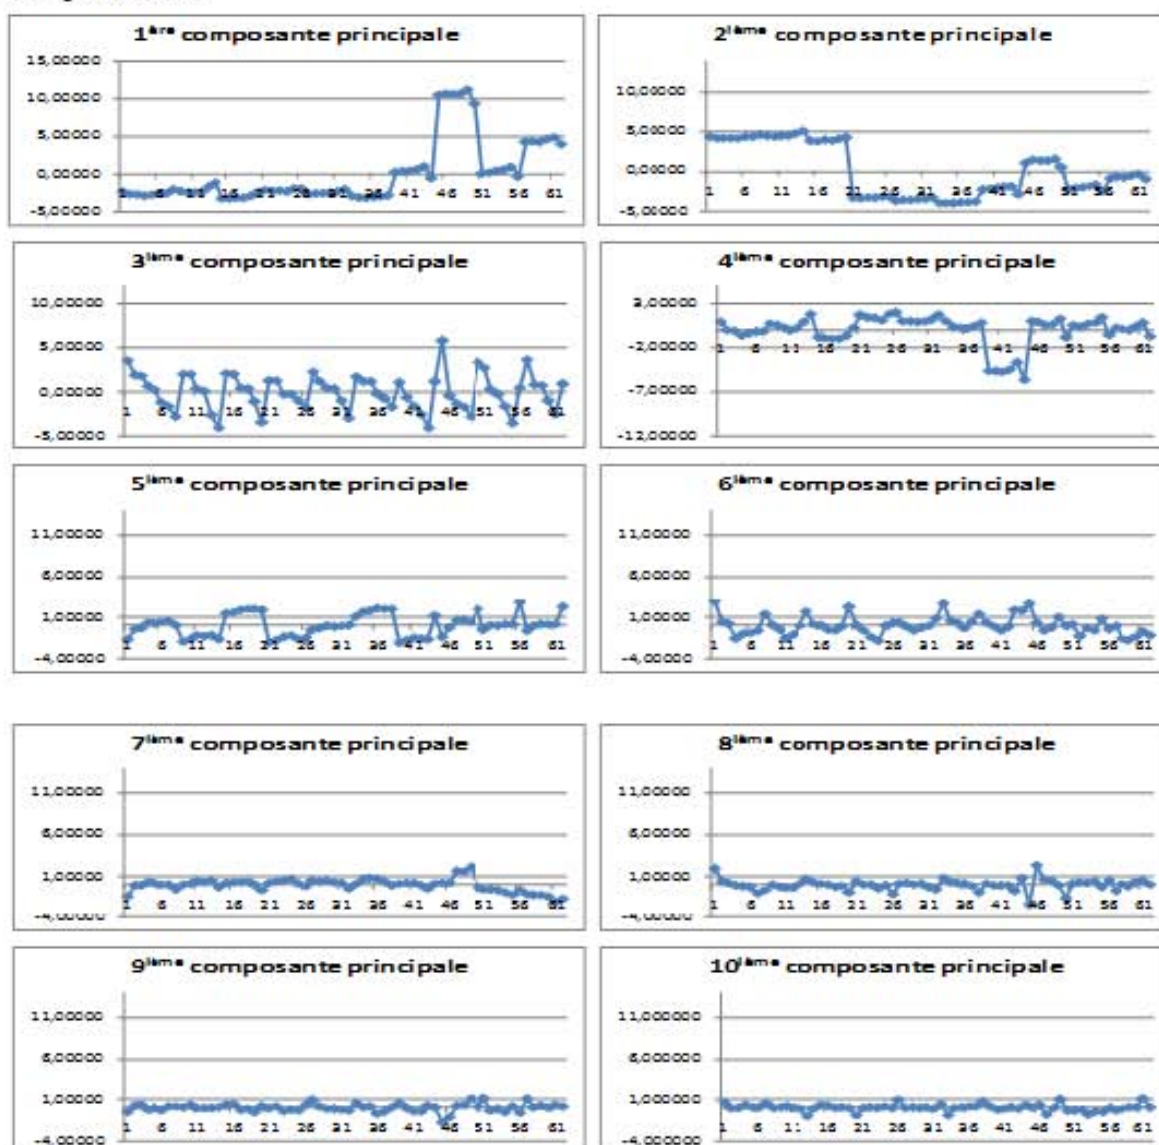 1ère composante principale
15,00000
10,00000
5,00000
0,00000
-5,00000
1 6 11 16 21 26 31 36 41 46 51 56 61
2ième composante principale
10,00000
5,00000
0,00000
-5,00000
1 6 11 16 21 26 31 36 41 46 51 56 61
3ième composante principale
10,00000
5,00000
0,00000
-5,00000
1 6 11 16 21 26 31 36 41 46 51 56 61
4ième composante principale
3,00000
-2,00000
-7,00000
-12,00000
1 6 11 16 21 26 31 36 41 46 51 56 61
5ième composante principale
11,00000
6,00000
1,00000
-4,00000
1 6 11 16 21 26 31 36 41 46 51 56 61
6ième composante principale
11,00000
6,00000
1,00000
-4,00000
1 6 11 16 21 26 31 36 41 46 51 56 61
7ième composante principale
11,00000
6,00000
1,00000
-4,00000
1 6 11 16 21 26 31 36 41 46 51 56 61
8ième composante principale
11,00000
6,00000
1,00000
-4,00000
1 6 11 16 21 26 31 36 41 46 51 56 61
9ième composante principale
11,00000
6,00000
1,00000
-4,00000
1 6 11 16 21 26 31 36 41 46 51 56 61
10ième composante principale
11,000000
6,000000
1,000000
-4,000000
1 6 11 16 21 26 31 36 41 46 51 56 61